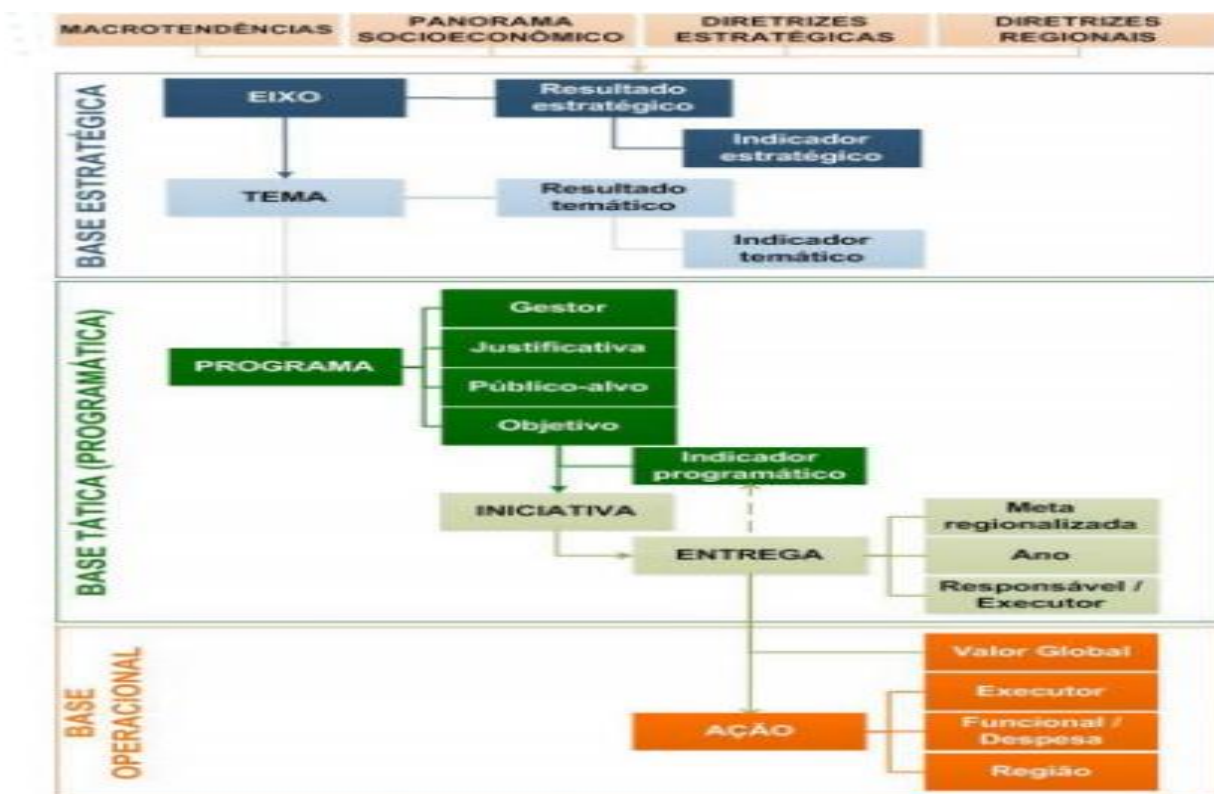 MACROTENDÊNCIAS
PANORAMA
SOCIOECONÔMICO
DIRETRIZES
ESTRATÉGICAS
DIRETRIZES
REGIONAIS
BASE ESTRATÉGICA
EIXO
Resultado
estratégico
Indicador
estratégico
TEMA
Resultado
temático
Indicador
temático
BASE TÁTICA (PROGRAMÁTICA)
PROGRAMA
Gestor
Justificativa
Público-alvo
Objetivo
Indicador
programático
INICIATIVA
ENTREGA
Meta
regionalizada
Ano
Responsável /
Executor
BASE
OPERACIONAL
AÇÃO
Valor Global
Executor
Funcional /
Despesa
Região